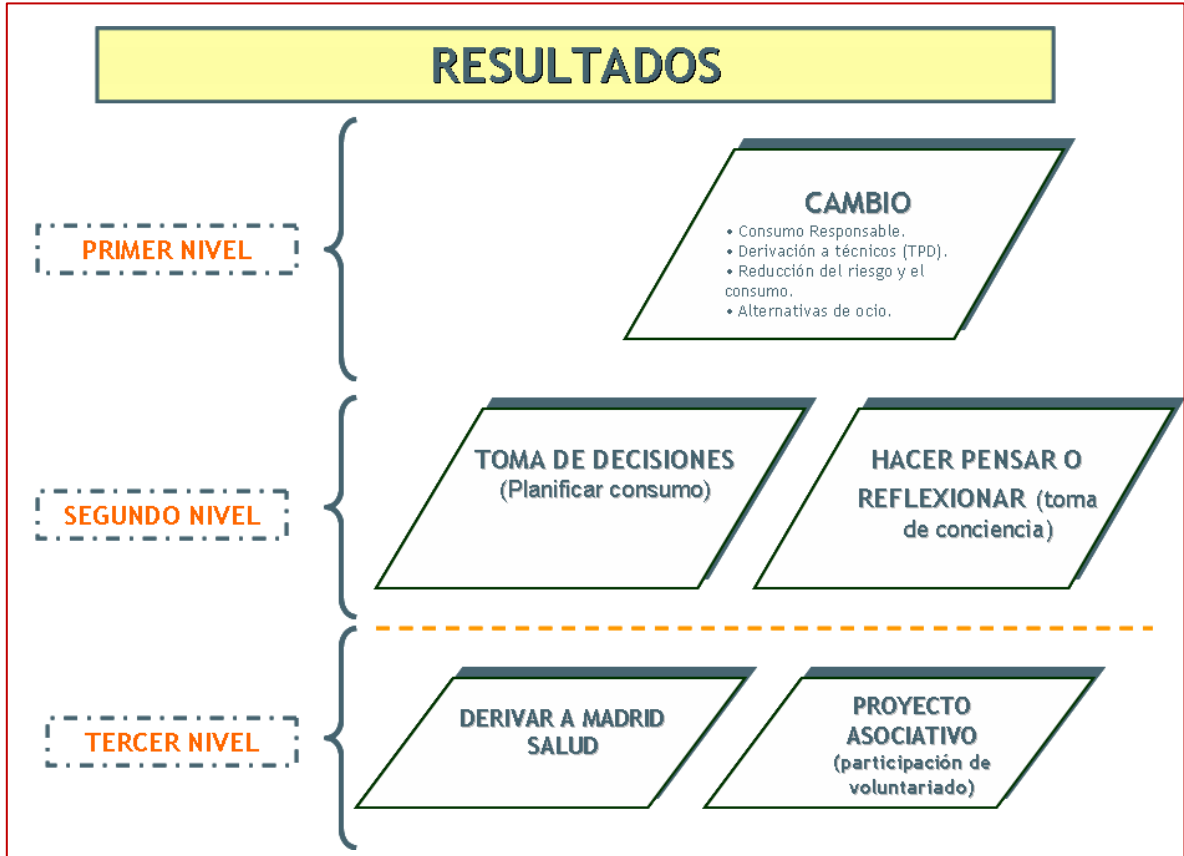 RESULTADOS
PRIMER NIVEL
CAMBIO
• Consumo Responsable.
• Derivación a técnicos (TPD).
• Reducción del riesgo y el
consumo.
• Alternativas de ocio.
SEGUNDO NIVEL
TOMA DE DECISIONES
(Planificar consumo)
HACER PENSAR O
REFLEXIONAR (toma
de conciencia)
TERCER NIVEL
DERIVAR A MADRID
SALUD
PROYECTO
ASOCIATIVO
(participación de
voluntariado)